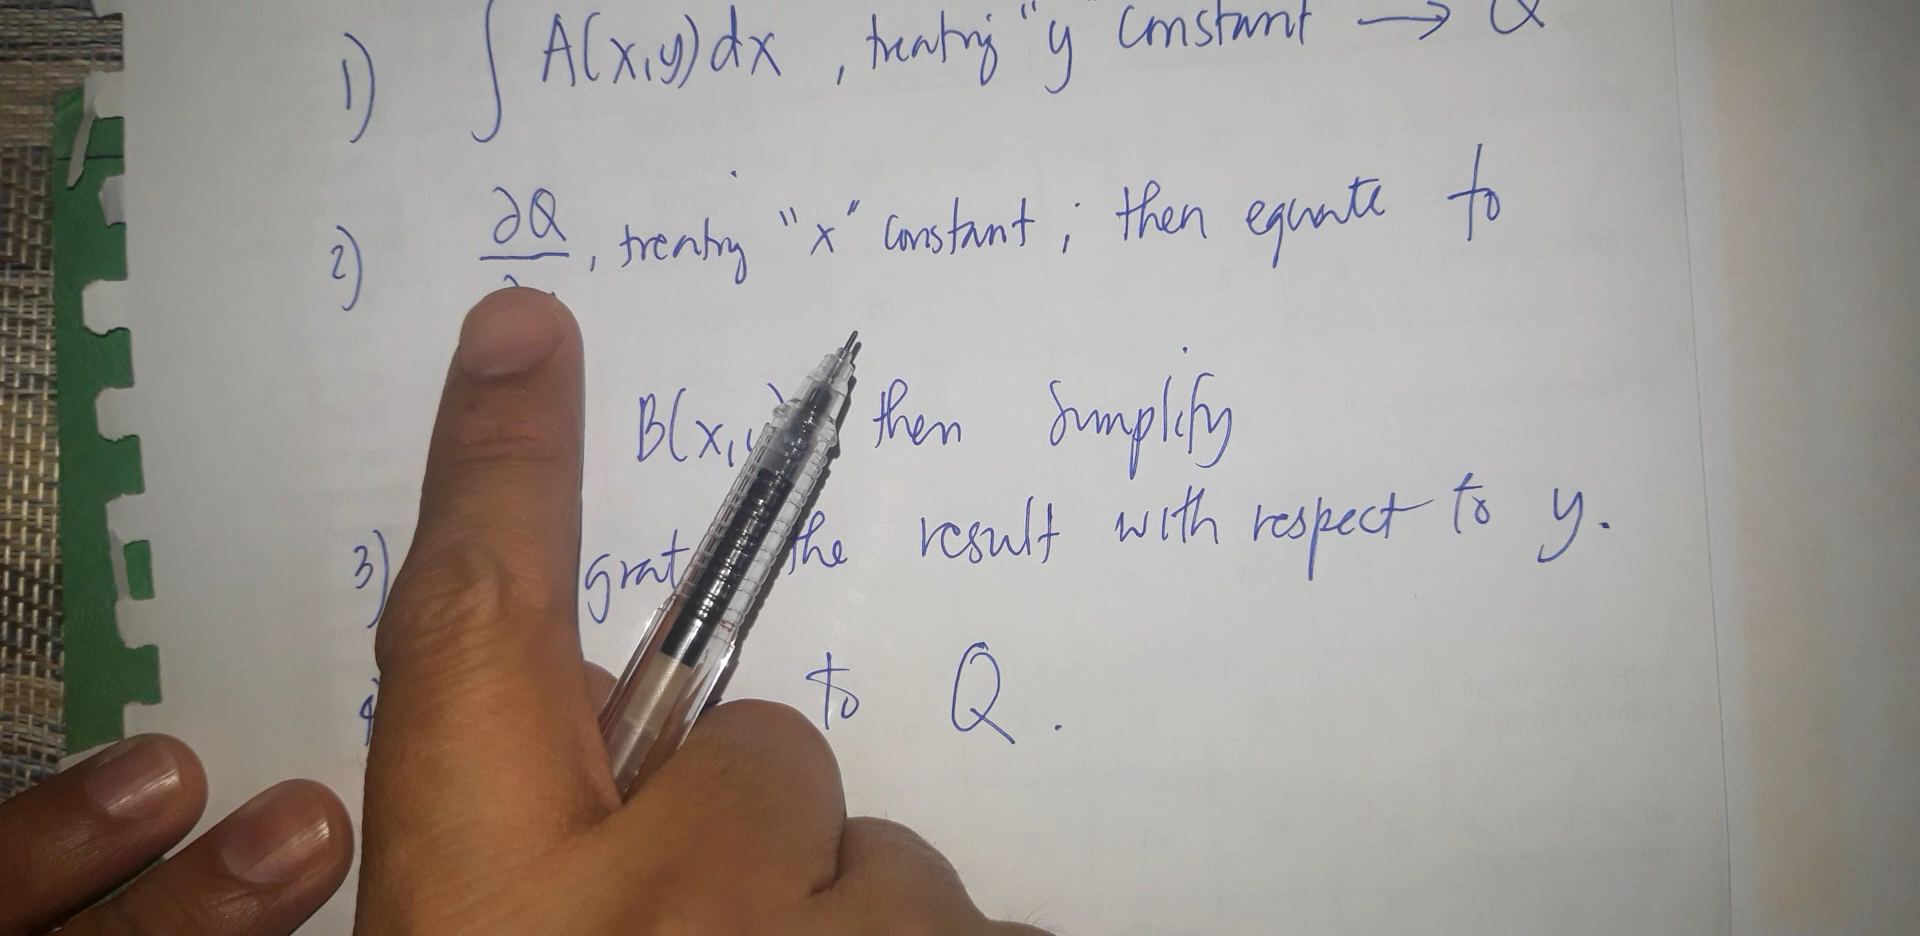 1) ∫ A(x,y)dx , treating "y" constant → Q
2) ∂Q , treating "x" constant ; then equate to
B(x, then simplify
3) the result with respect to y.
to Q .